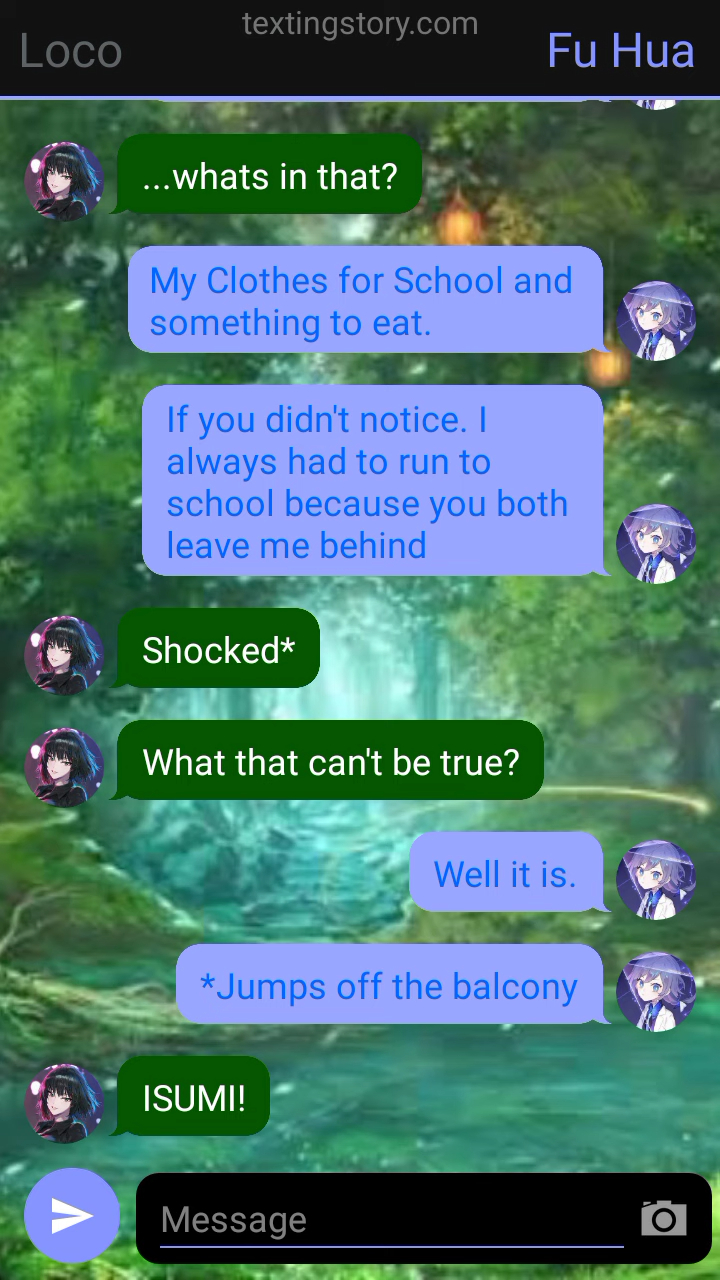 textingstory.com
Loco
Fu Hua
...whats in that?
My Clothes for School and
something to eat.
If you didn't notice. I
always had to run to
school because you both
leave me behind
Shocked*
What that can't be true?
Well it is.
*Jumps off the balcony
ISUMI!
Message